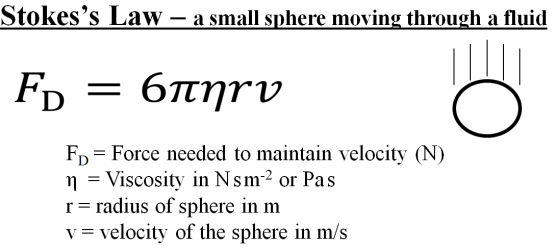 Stokes's Law – a small sphere moving through a fluid
F_D = 6πηrv
F_D = Force needed to maintain velocity (N)
η = Viscosity in N s m⁻² or Pa s
r = radius of sphere in m
v = velocity of the sphere in m/s